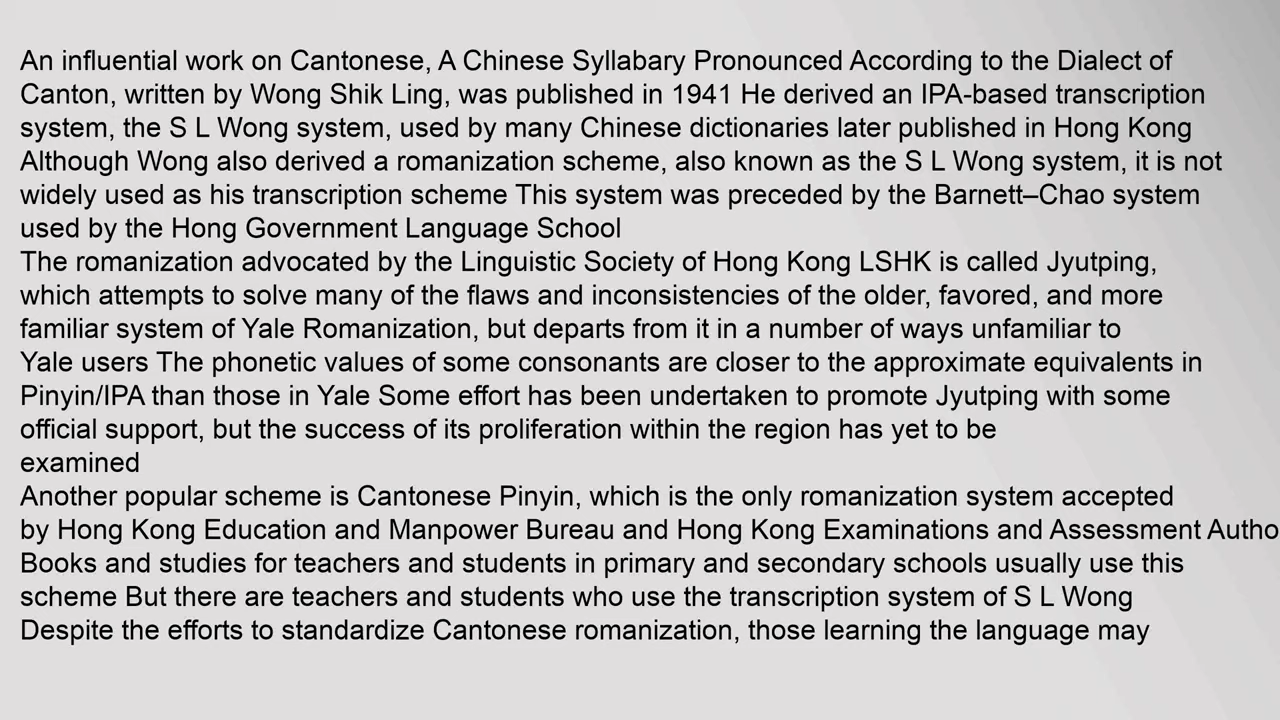 An influential work on Cantonese, A Chinese Syllabary Pronounced According to the Dialect of
Canton, written by Wong Shik Ling, was published in 1941 He derived an IPA-based transcription
system, the S L Wong system, used by many Chinese dictionaries later published in Hong Kong
Although Wong also derived a romanization scheme, also known as the S L Wong system, it is not
widely used as his transcription scheme This system was preceded by the Barnett–Chao system
used by the Hong Government Language School
The romanization advocated by the Linguistic Society of Hong Kong LSHK is called Jyutping,
which attempts to solve many of the flaws and inconsistencies of the older, favored, and more
familiar system of Yale Romanization, but departs from it in a number of ways unfamiliar to
Yale users The phonetic values of some consonants are closer to the approximate equivalents in
Pinyin/IPA than those in Yale Some effort has been undertaken to promote Jyutping with some
official support, but the success of its proliferation within the region has yet to be
examined
Another popular scheme is Cantonese Pinyin, which is the only romanization system accepted
by Hong Kong Education and Manpower Bureau and Hong Kong Examinations and Assessment Autho
Books and studies for teachers and students in primary and secondary schools usually use this
scheme But there are teachers and students who use the transcription system of S L Wong
Despite the efforts to standardize Cantonese romanization, those learning the language may